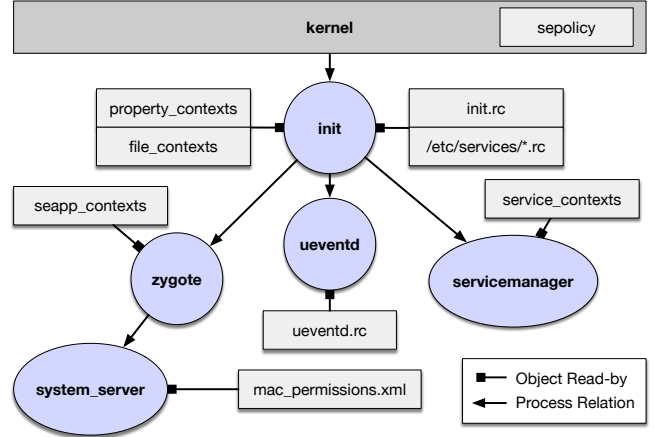 kernel
sepolicy
property_contexts
file_contexts
init
init.rc
/etc/services/*.rc
seapp_contexts
service_contexts
zygote
ueventd
servicemanager
ueventd.rc
system_server
mac_permissions.xml
Object Read-by
Process Relation